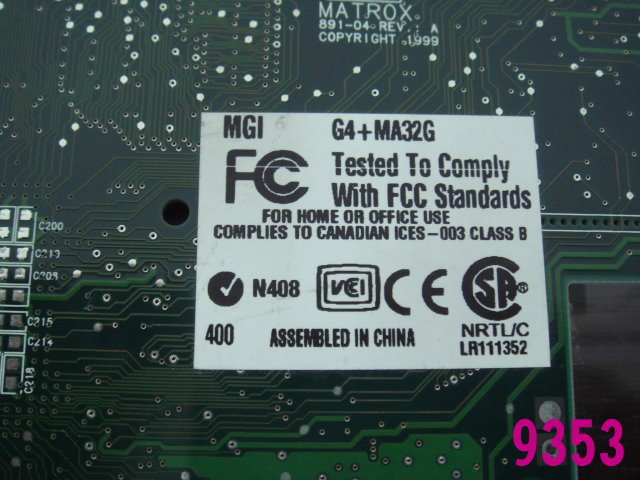 MATROX
891-04 REV A
COPYRIGHT 1999
MGI G4+MA32G
FC Tested To Comply
With FCC Standards
FOR HOME OR OFFICE USE
COMPLIES TO CANADIAN ICES-003 CLASS B
N408 VCI CE SA ®
NRTL/C
400 ASSEMBLED IN CHINA LR111352
C200
C210
C209
C215
C214
C218
9353